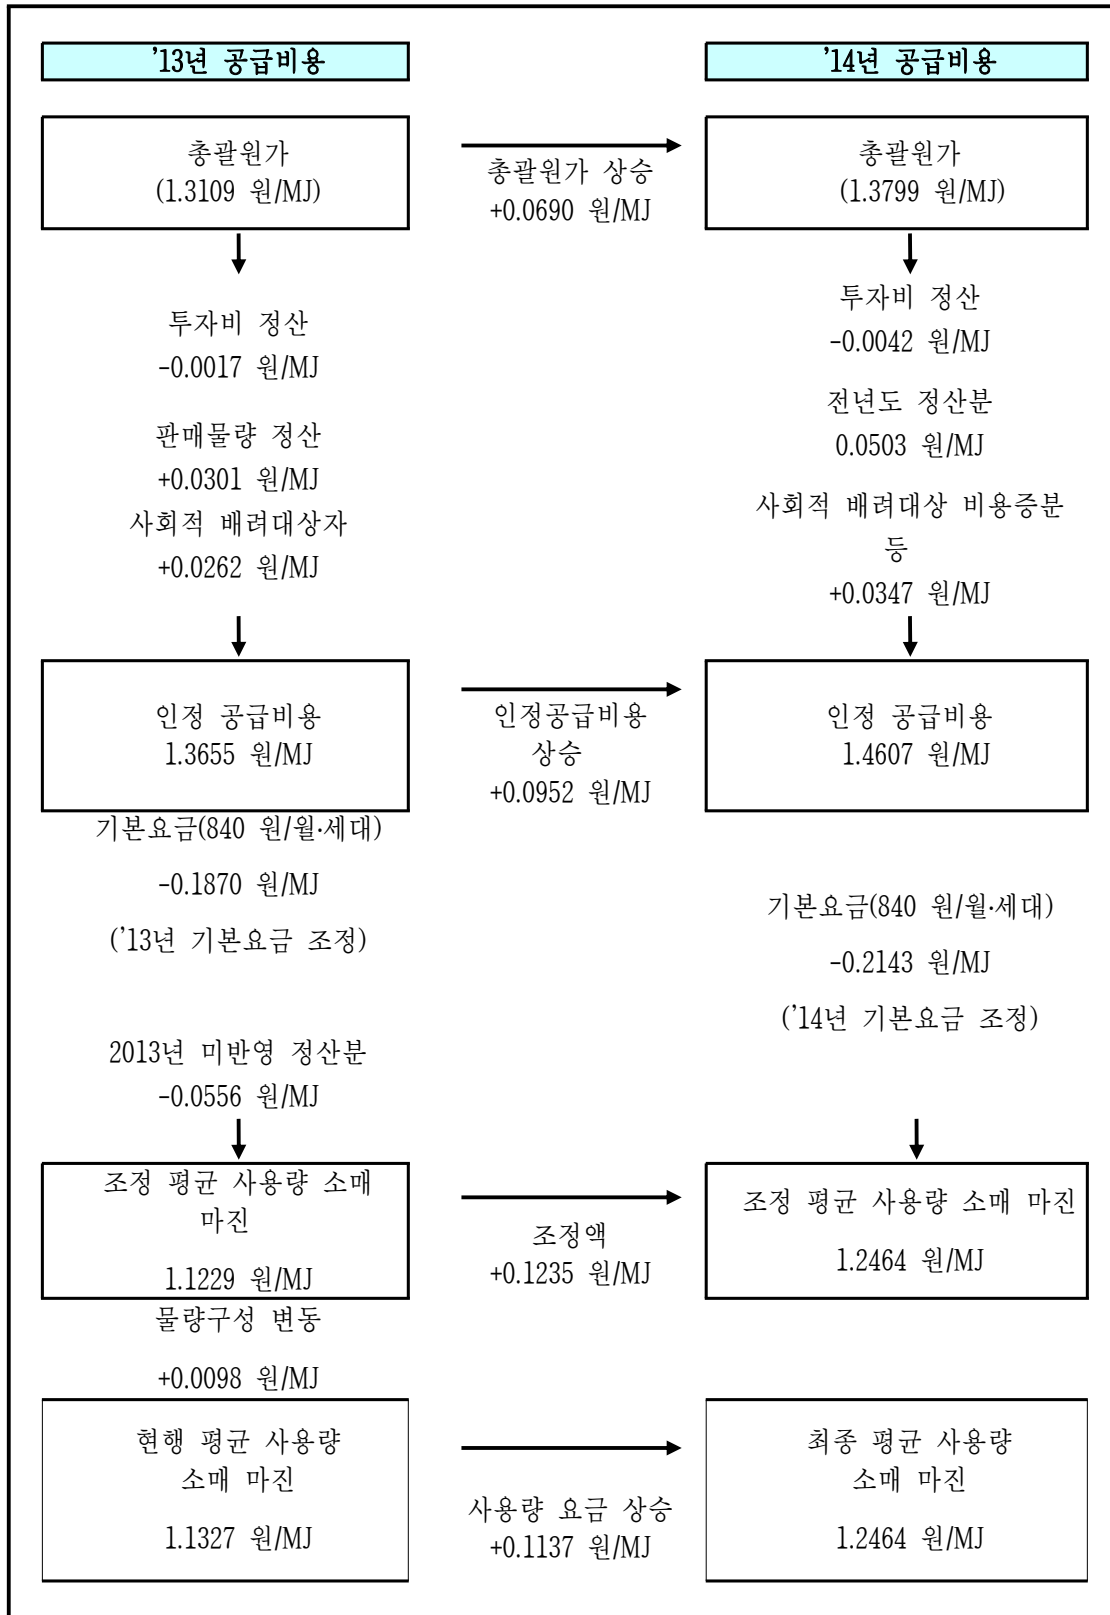 ’13년 공급비용
’14년 공급비용
총괄원가
(1.3109 원/MJ)
총괄원가 상승
+0.0690 원/MJ
총괄원가
(1.3799 원/MJ)
투자비 정산
-0.0017 원/MJ
판매물량 정산
+0.0301 원/MJ
사회적 배려대상자
+0.0262 원/MJ
투자비 정산
-0.0042 원/MJ
전년도 정산분
0.0503 원/MJ
사회적 배려대상 비용증분
등
+0.0347 원/MJ
인정 공급비용
1.3655 원/MJ
인정공급비용
상승
+0.0952 원/MJ
인정 공급비용
1.4607 원/MJ
기본요금(840 원/월·세대)
-0.1870 원/MJ
(’13년 기본요금 조정)
2013년 미반영 정산분
-0.0556 원/MJ
기본요금(840 원/월·세대)
-0.2143 원/MJ
(’14년 기본요금 조정)
조정 평균 사용량 소매
마진
1.1229 원/MJ
조정액
+0.1235 원/MJ
조정 평균 사용량 소매 마진
1.2464 원/MJ
물량구성 변동
+0.0098 원/MJ
현행 평균 사용량
소매 마진
1.1327 원/MJ
사용량 요금 상승
+0.1137 원/MJ
최종 평균 사용량
소매 마진
1.2464 원/MJ